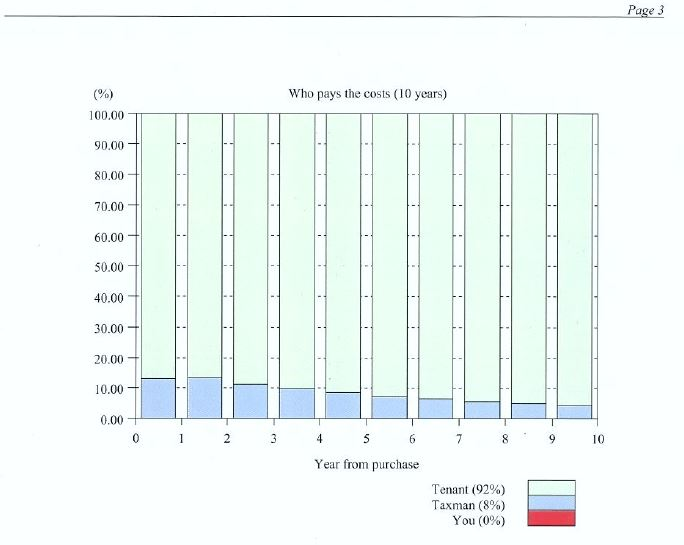 Page 3
(%) Who pays the costs (10 years)
100.00
90.00
80.00
70.00
60.00
50.00
40.00
30.00
20.00
10.00
0.00
0 1 2 3 4 5 6 7 8 9 10
Year from purchase
Tenant (92%)
Taxman (8%)
You (0%)